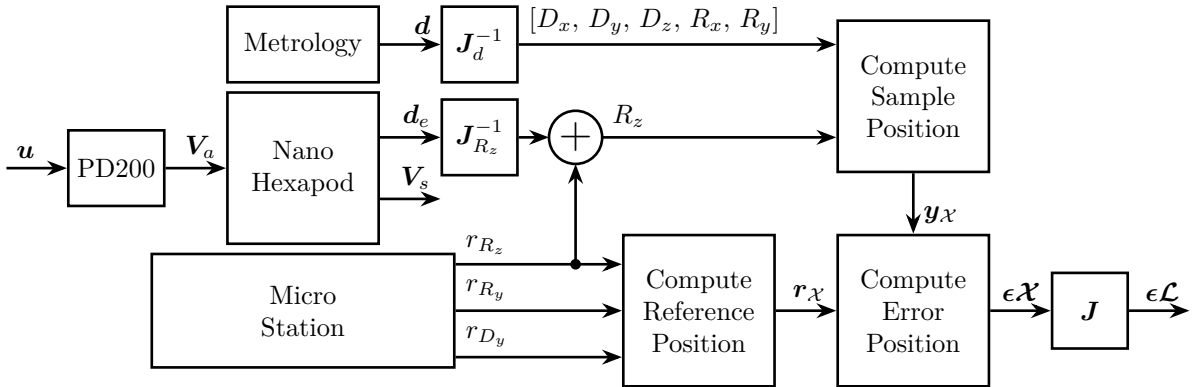 Metrology
d
J_d^{-1}
[D_x, D_y, D_z, R_x, R_y]
Compute
Sample
Position
u
PD200
V_a
Nano
Hexapod
d_e
J_{R_z}^{-1}
+
R_z
V_s
y_𝒳
Micro
Station
r_{R_z}
r_{R_y}
r_{D_y}
Compute
Reference
Position
r_𝒳
Compute
Error
Position
ϵ𝒳
J
ϵℒ